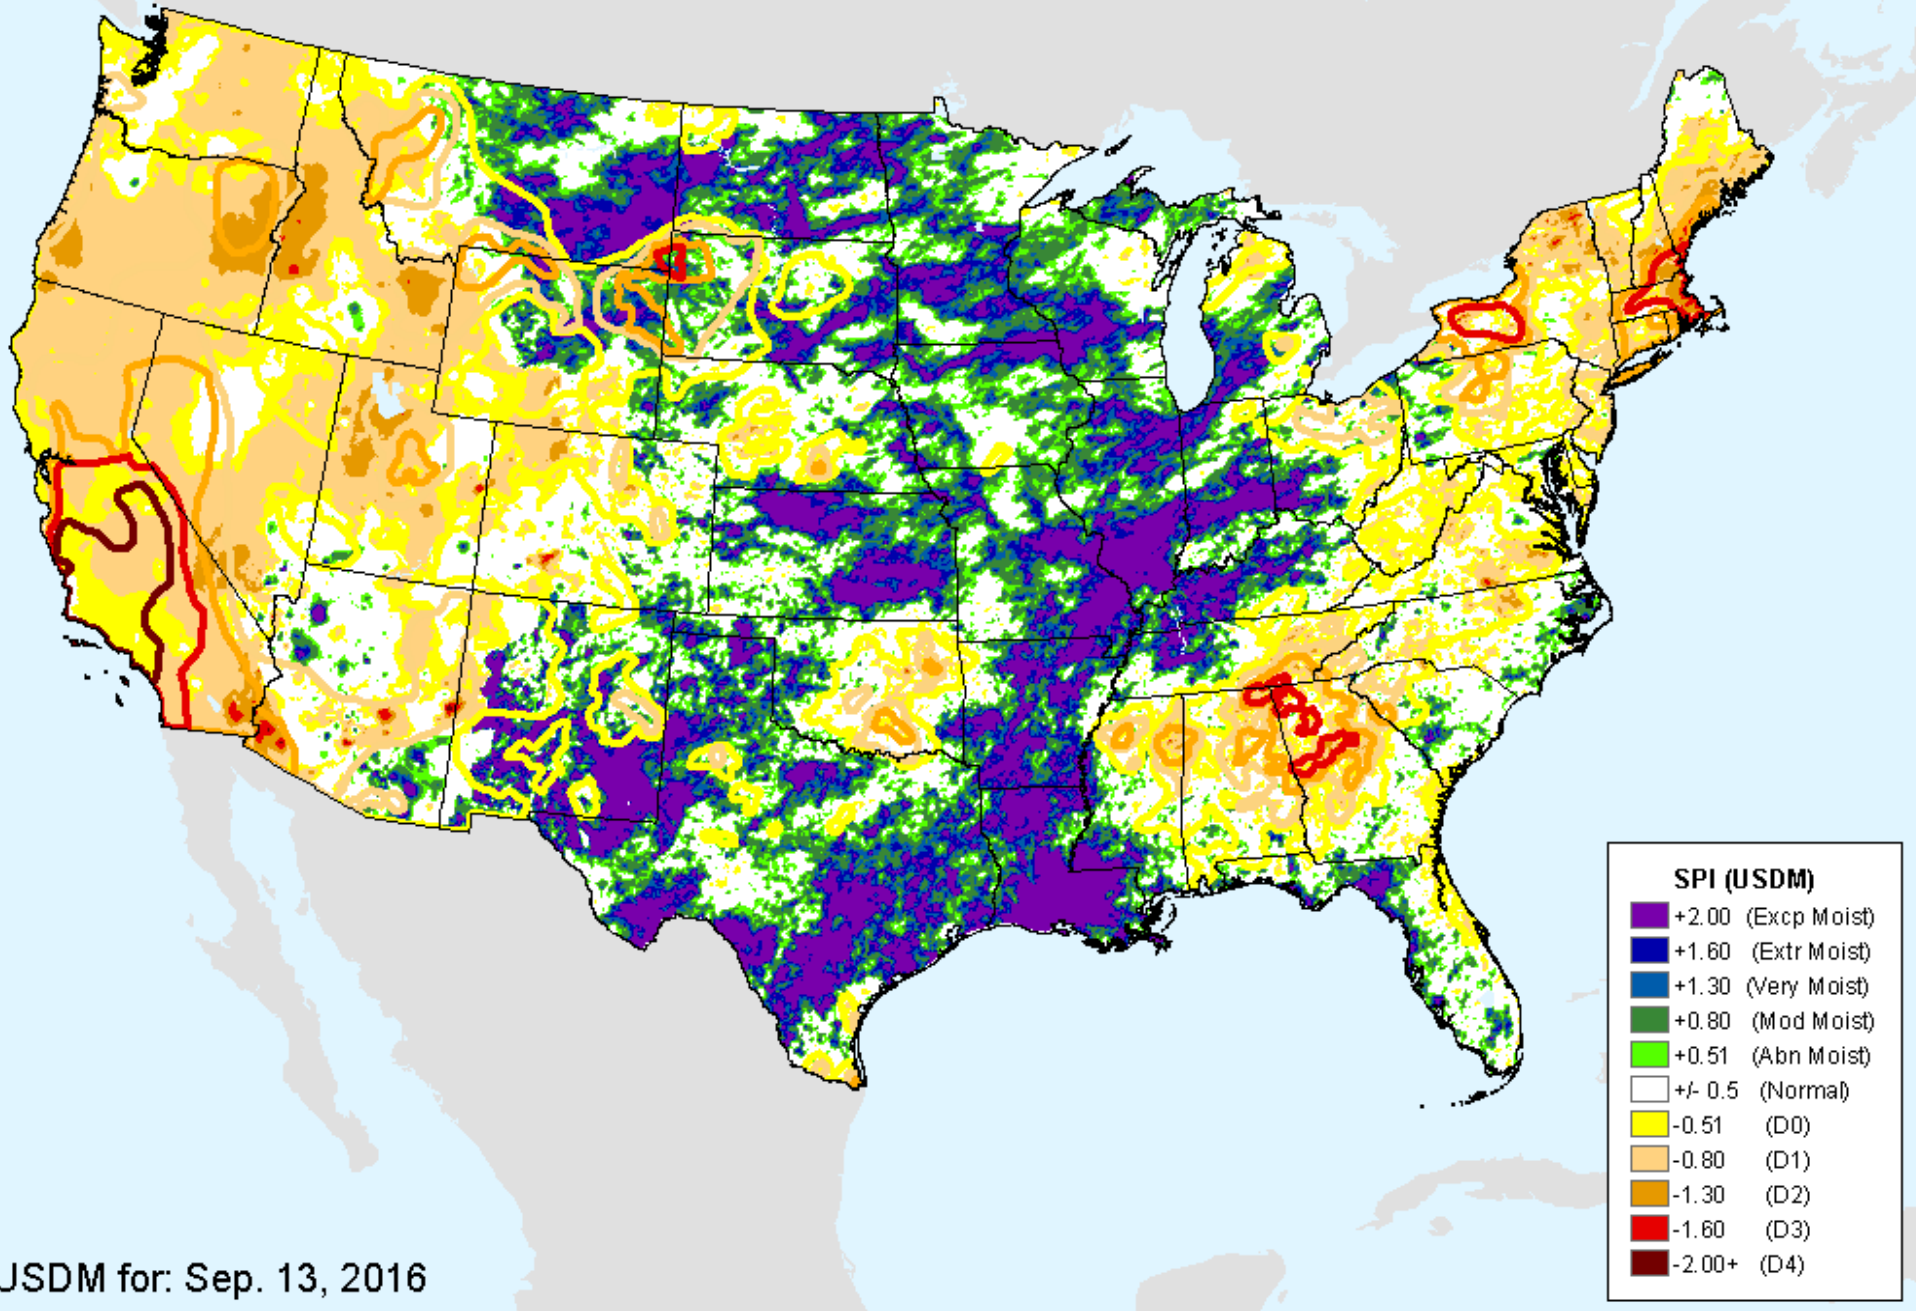 SPI (USDM)
+2.00 (Excp Moist)
+1.60 (Extr Moist)
+1.30 (Very Moist)
+0.80 (Mod Moist)
+0.51 (Abn Moist)
+/- 0.5 (Normal)
-0.51 (D0)
-0.80 (D1)
-1.30 (D2)
-1.60 (D3)
-2.00+ (D4)
USDM for: Sep. 13, 2016